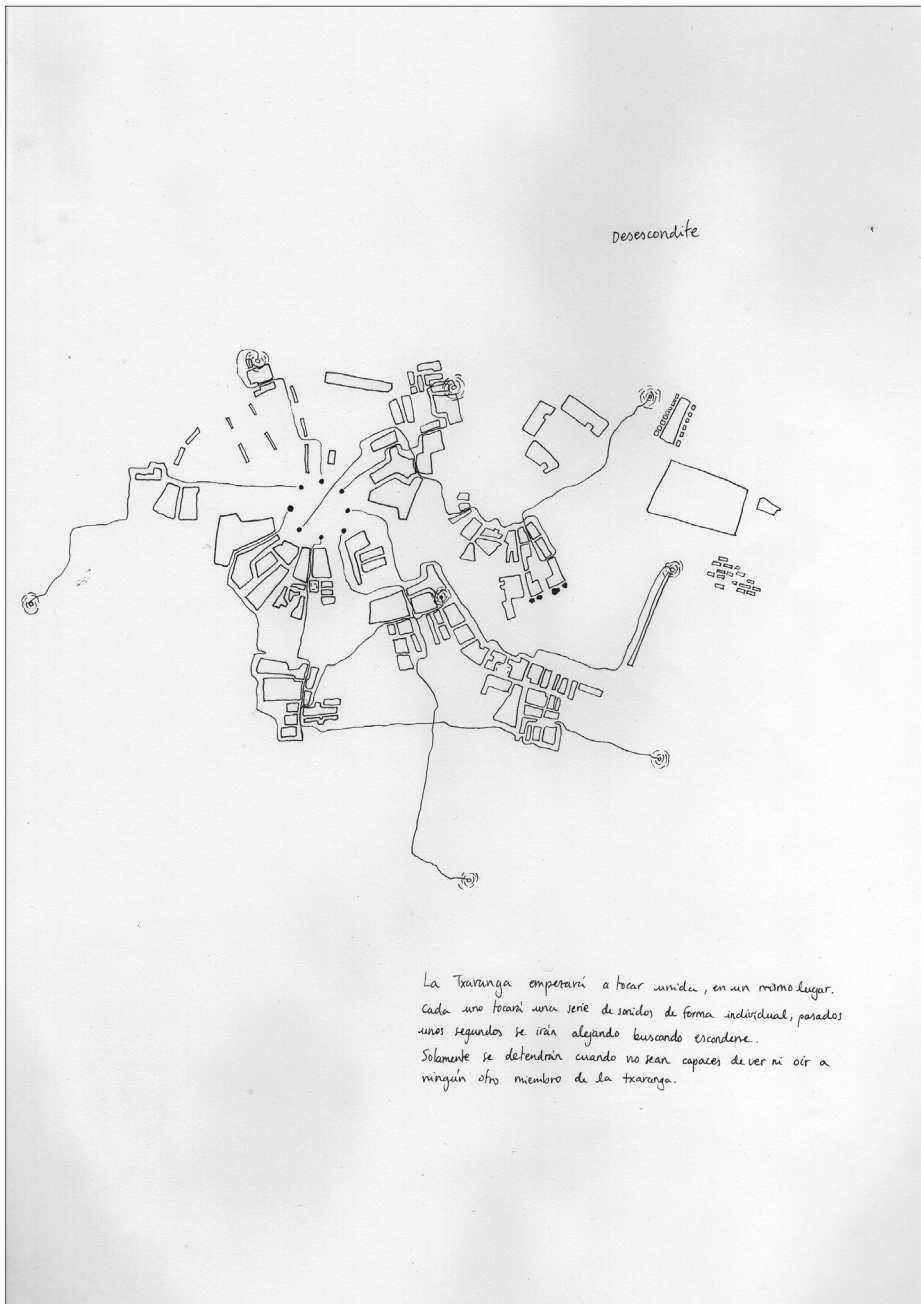 Desescondite
La Txaranga empezará a tocar unida, en un mismo lugar.
Cada uno tocará una serie de sonidos de forma individual, pasados
unos segundos se irán alejando buscando esconderse.
Solamente se detendrán cuando no sean capaces de ver ni oír a
ningún otro miembro de la txaranga.